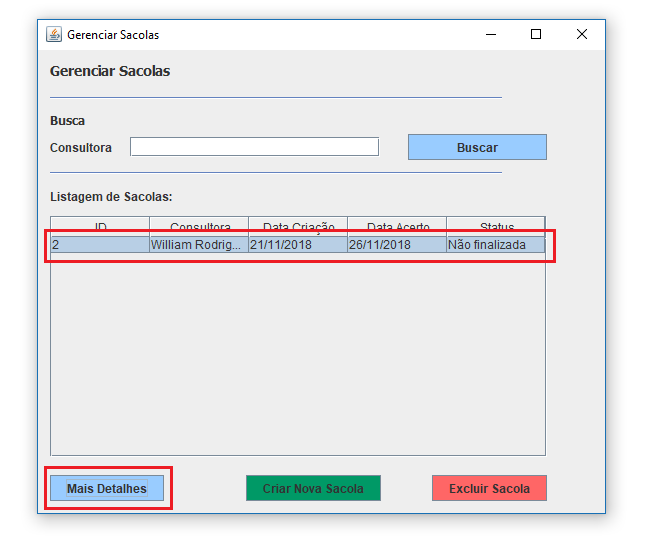 Gerenciar Sacolas
Gerenciar Sacolas
Busca
Consultora
Buscar
Listagem de Sacolas:
ID Consultora Data Criação Data Acerto Status
2 William Rodrig... 21/11/2018 26/11/2018 Não finalizada
Mais Detalhes Criar Nova Sacola Excluir Sacola